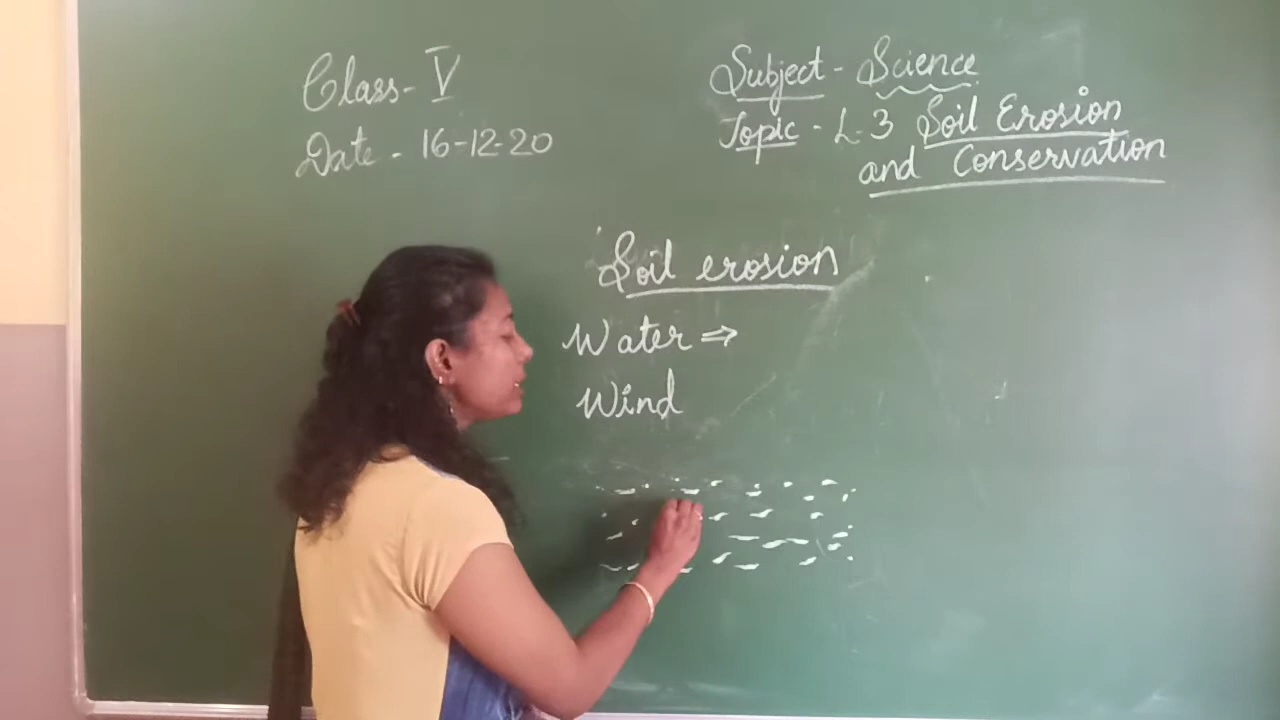 Class - V
Date - 16-12-20
Subject - Science
Topic - L-3 Soil Erosion
and Conservation
Soil erosion
Water ⇒
Wind